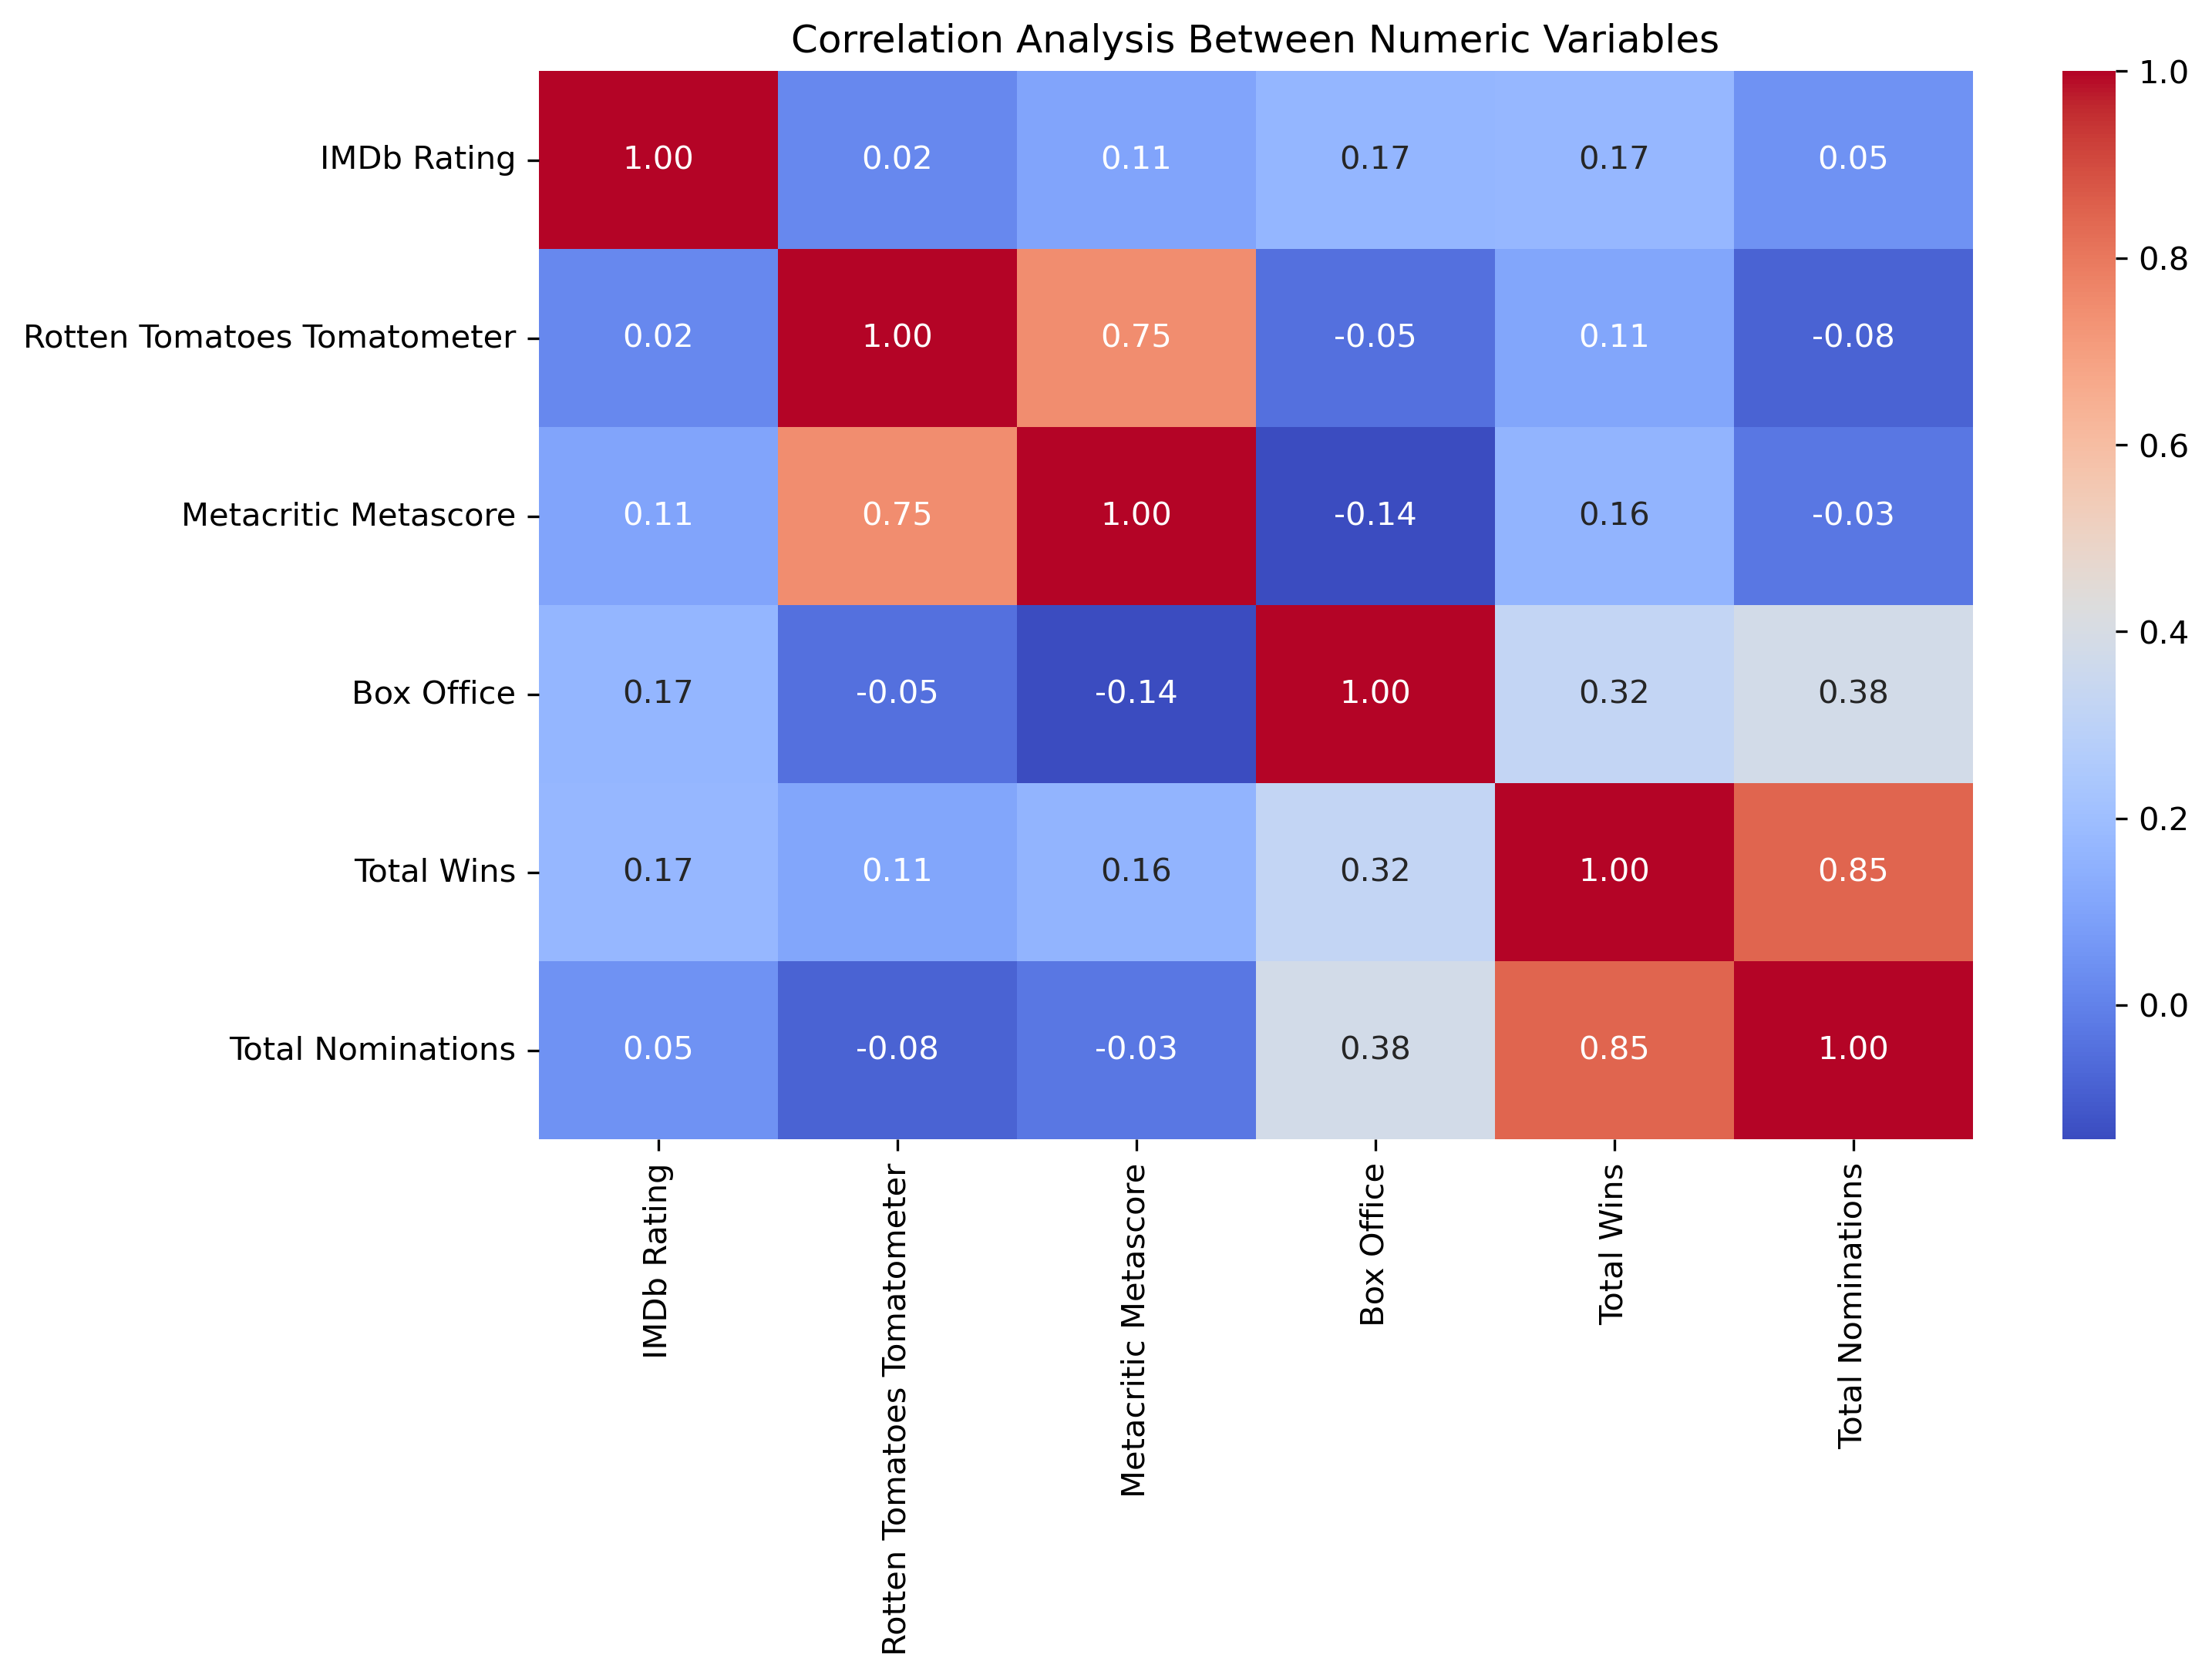 Correlation Analysis Between Numeric Variables
IMDb Rating 1.00 0.02 0.11 0.17 0.17 0.05
Rotten Tomatoes Tomatometer 0.02 1.00 0.75 -0.05 0.11 -0.08
Metacritic Metascore 0.11 0.75 1.00 -0.14 0.16 -0.03
Box Office 0.17 -0.05 -0.14 1.00 0.32 0.38
Total Wins 0.17 0.11 0.16 0.32 1.00 0.85
Total Nominations 0.05 -0.08 -0.03 0.38 0.85 1.00
IMDb Rating
Rotten Tomatoes Tomatometer
Metacritic Metascore
Box Office
Total Wins
Total Nominations
1.0
0.8
0.6
0.4
0.2
0.0